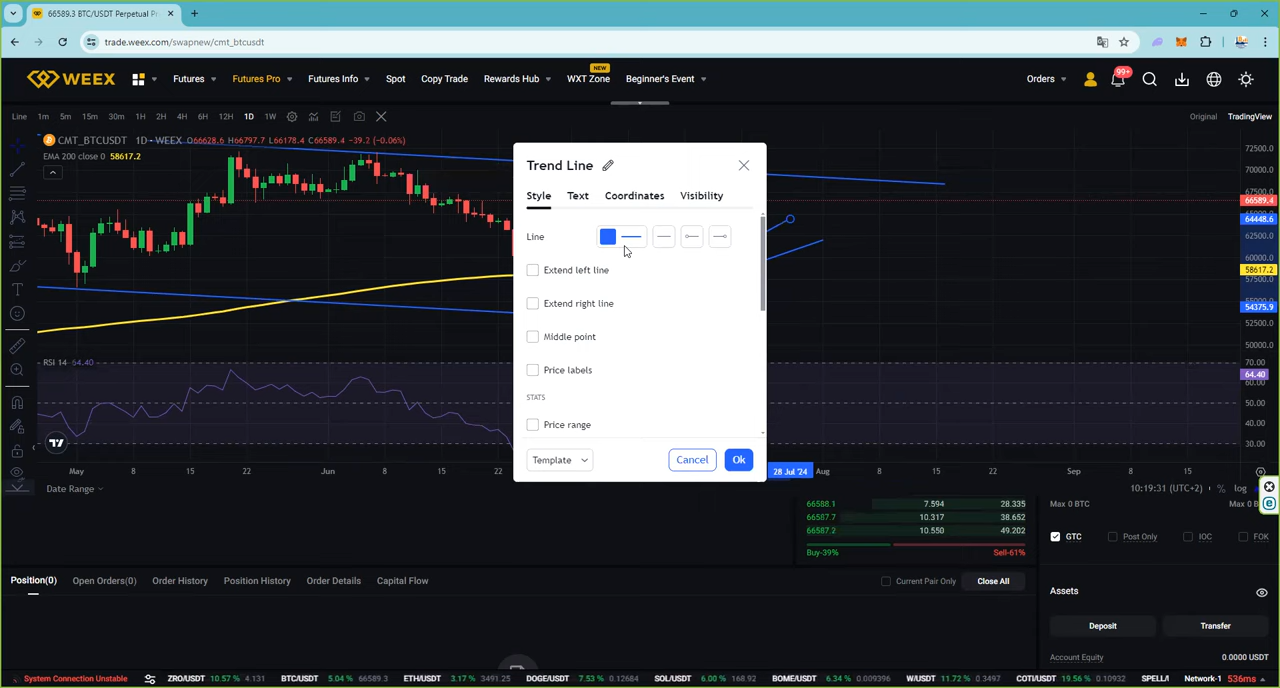 66589.3 BTC/USDT Perpetual P
trade.weex.com/swapnew/cmt_btcusdt
WEEX Futures Futures Pro Futures Info Spot Copy Trade Rewards Hub WXT Zone NEW Beginner's Event Orders 99+
Line 1m 5m 15m 30m 1H 2H 4H 6H 12H 1D 1W Original TradingView
CMT_BTCUSDT 1D WEEX O66628.6 H66797.7 L66178.4 C66589.4 -39.2 (-0.06%)
EMA 200 close 0 58617.2
72500.0
70000.0
67500.0
66589.4
64448.6
62500.0
60000.0
58617.2
54375.9
52500.0
50000.0
Trend Line
Style Text Coordinates Visibility
Line
Extend left line
Extend right line
Middle point
Price labels
STATS
Price range
Template Cancel Ok
RSI 14 64.40
70.00
64.40
60.00
50.00
40.00
30.00
May 8 15 22 Jun 8 15 22 28 Jul '24 Aug 8 15 22 Sep 8 15
Date Range 10:19:31 (UTC+2) % log
66588.1 7.594 28.335
66587.7 10.317 38.652
66587.2 10.550 49.202
Buy-39% Sell-61%
Max 0 BTC Max 0 B
GTC Post Only IOC FOK
Position(0) Open Orders(0) Order History Position History Order Details Capital Flow Current Pair Only Close All
Assets
Deposit Transfer
Account Equity 0.0000 USDT
System Connection Unstable ZRO/USDT 10.57 % 4.131 BTC/USDT 5.04 % 66589.3 ETH/USDT 3.17 % 3491.25 DOGE/USDT 7.53 % 0.12684 SOL/USDT 6.00 % 168.92 BOME/USDT 6.34 % 0.009396 W/USDT 11.72 % 0.3497 COTI/USDT 19.56 % 0.10932 SPELL/ Network-1 536ms